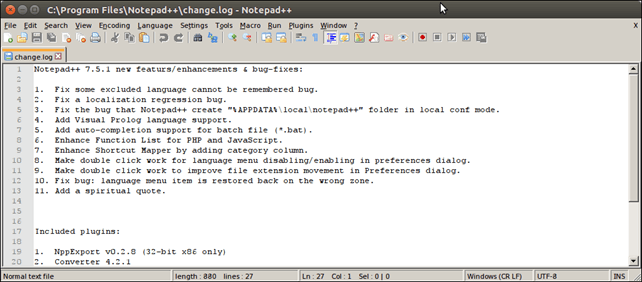 C:\Program Files\Notepad++\change.log - Notepad++
File Edit Search View Encoding Language Settings Tools Macro Run Plugins Window ? X
change.log
1 Notepad++ 7.5.1 new featurs/enhancements & bug-fixes:
2
3 1. Fix some excluded language cannot be remembered bug.
4 2. Fix a localization regression bug.
5 3. Fix the bug that Notepad++ create "%APPDATA%\local\notepad++" folder in local conf mode.
6 4. Add Visual Prolog language support.
7 5. Add auto-completion support for batch file (*.bat).
8 6. Enhance Function List for PHP and JavaScript.
9 7. Enhance Shortcut Mapper by adding category column.
10 8. Make double click work for language menu disabling/enabling in preferences dialog.
11 9. Make double click work to improve file extension movement in Preferences dialog.
12 10. Fix bug: language menu item is restored back on the wrong zone.
13 11. Add a spiritual quote.
14
15
16
17 Included plugins:
18
19 1. NppExport v0.2.8 (32-bit x86 only)
20 2. Converter 4.2.1
Normal text file length : 880 lines : 27 Ln : 27 Col : 1 Sel : 0 | 0 Windows (CR LF) UTF-8 INS